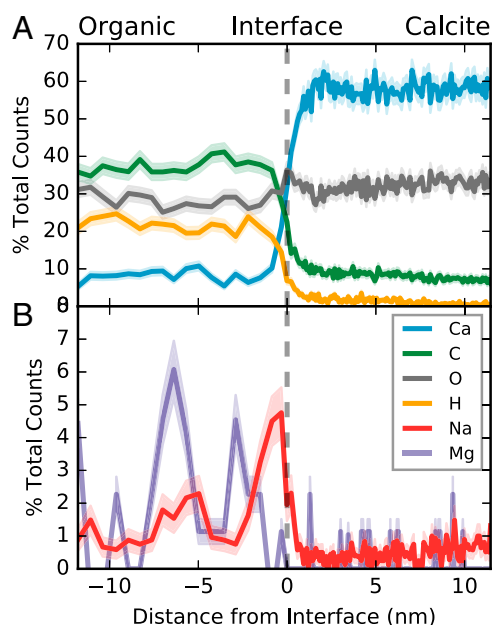 A Organic Interface Calcite
70
60
50
40
30
20
10
0
% Total Counts
B
8
7
6
5
4
3
2
1
0
% Total Counts
Ca
C
O
H
Na
Mg
−10 −5 0 5 10
Distance from Interface (nm)